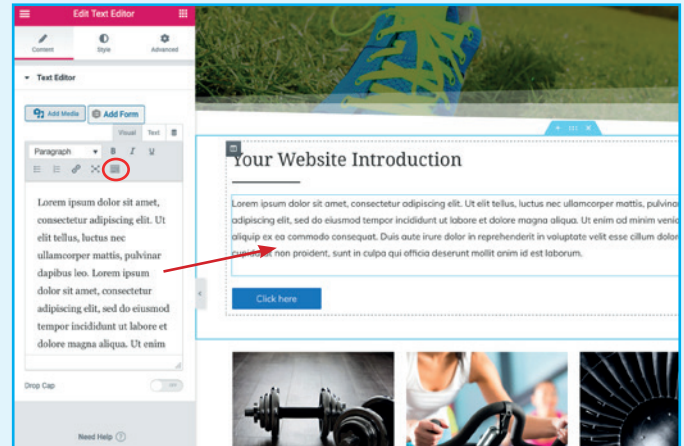 Edit Text Editor
Content
Style
Advanced
Text Editor
Add Media
Add Form
Visual
Text
Paragraph
B
I
U
Lorem ipsum dolor sit amet,
consectetur adipiscing elit. Ut
elit tellus, luctus nec
ullamcorper mattis, pulvinar
dapibus leo. Lorem ipsum
dolor sit amet, consectetur
adipiscing elit, sed do eiusmod
tempor incididunt ut labore et
dolore magna aliqua. Ut enim
Drop Cap
Need Help
Your Website Introduction
Lorem ipsum dolor sit amet, consectetur adipiscing elit. Ut elit tellus, luctus nec ullamcorper mattis, pulvina
adipiscing elit, sed do eiusmod tempor incididunt ut labore et dolore magna aliqua. Ut enim ad minim venia
aliquip ex ea commodo consequat. Duis aute irure dolor in reprehenderit in voluptate velit esse cillum dolor
cupidatat non proident, sunt in culpa qui officia deserunt mollit anim id est laborum.
Click here